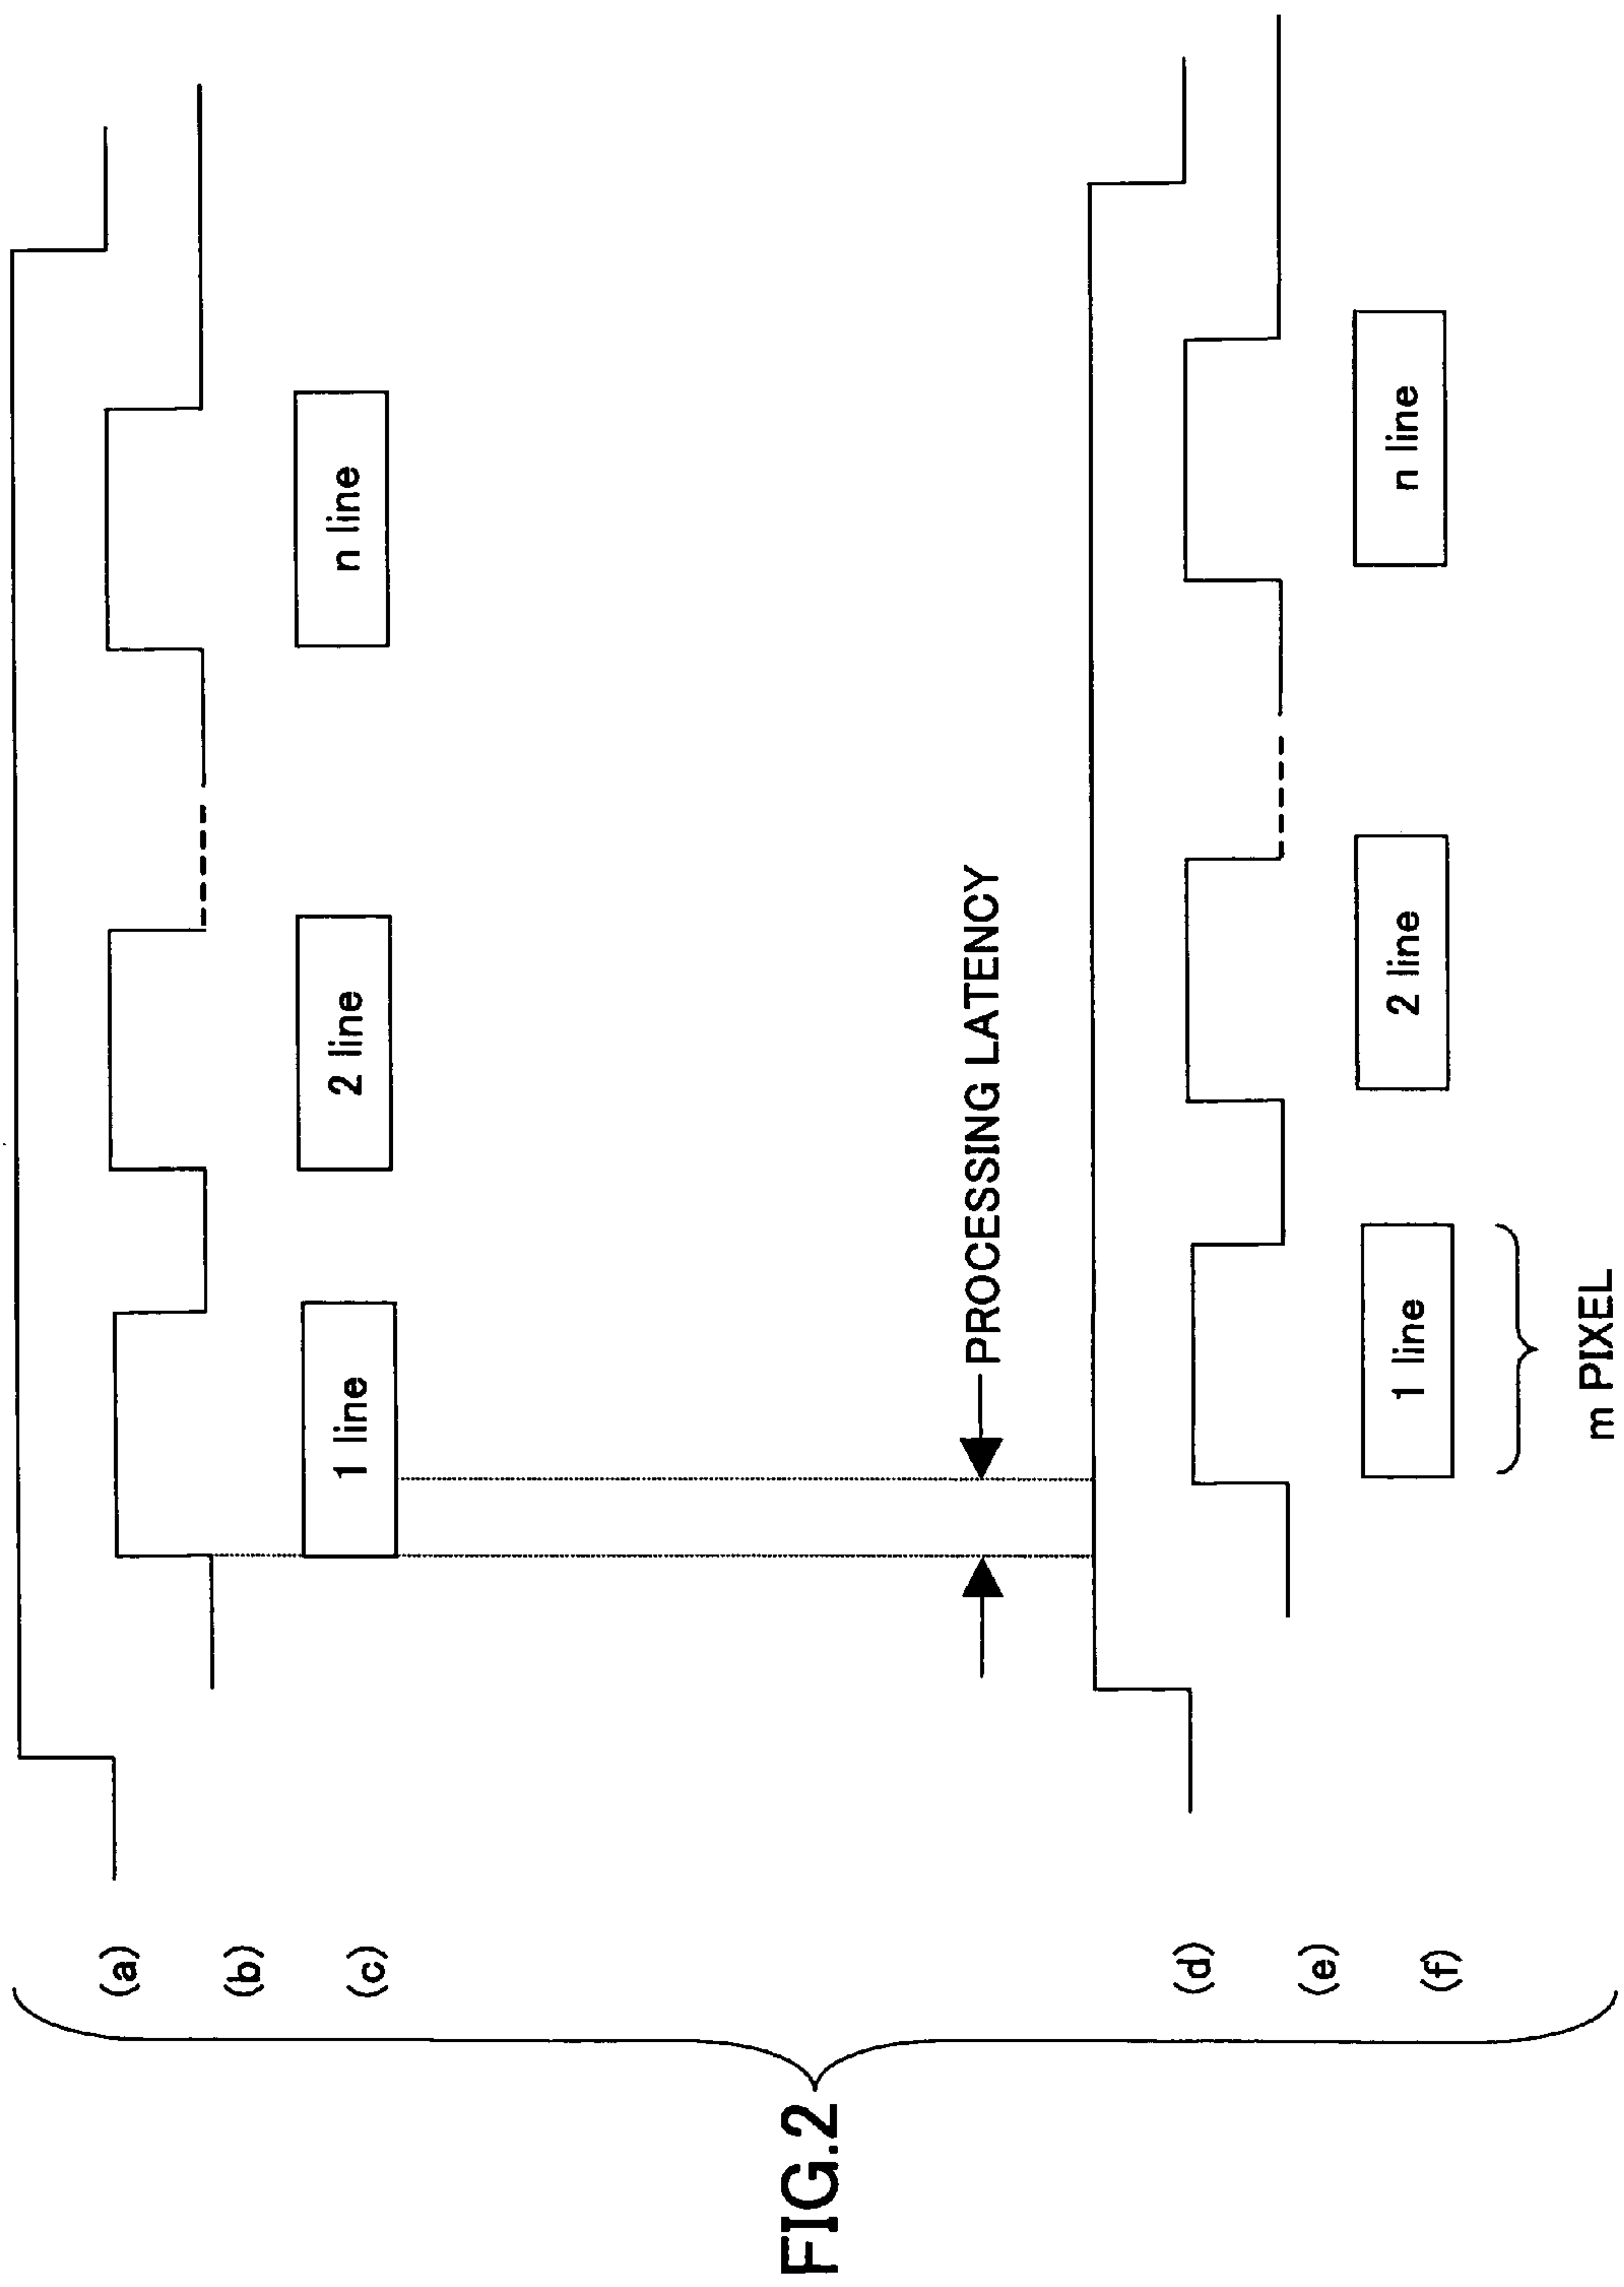 FIG.2
(a)
(b)
(c)
1 line
2 line
n line
PROCESSING LATENCY
(d)
(e)
(f)
1 line
2 line
n line
m PIXEL